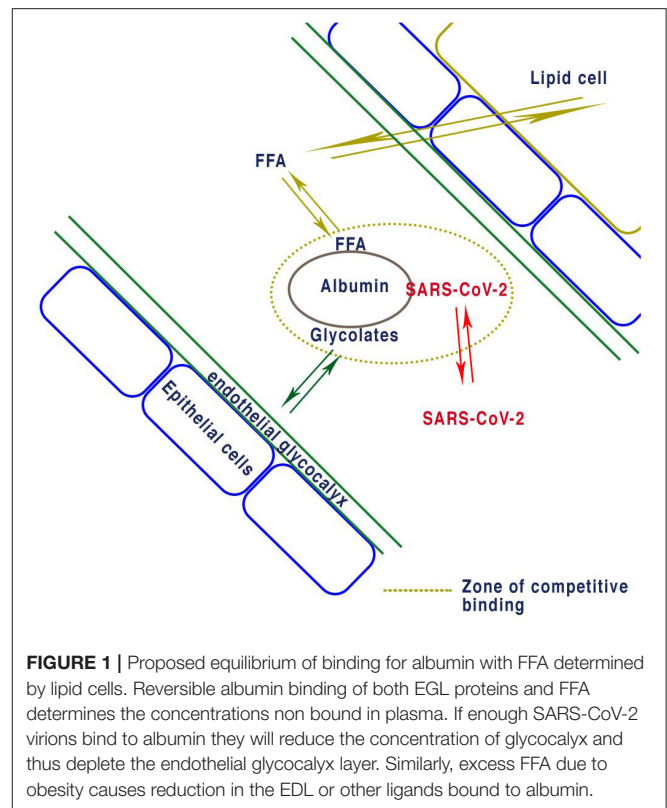 Lipid cell
FFA
FFA
Albumin
SARS-CoV-2
Glycolates
SARS-CoV-2
endothelial glycocalyx
Epithelial cells
Zone of competitive
binding
FIGURE 1 | Proposed equilibrium of binding for albumin with FFA determined
by lipid cells. Reversible albumin binding of both EGL proteins and FFA
determines the concentrations non bound in plasma. If enough SARS-CoV-2
virions bind to albumin they will reduce the concentration of glycocalyx and
thus deplete the endothelial glycocalyx layer. Similarly, excess FFA due to
obesity causes reduction in the EDL or other ligands bound to albumin.